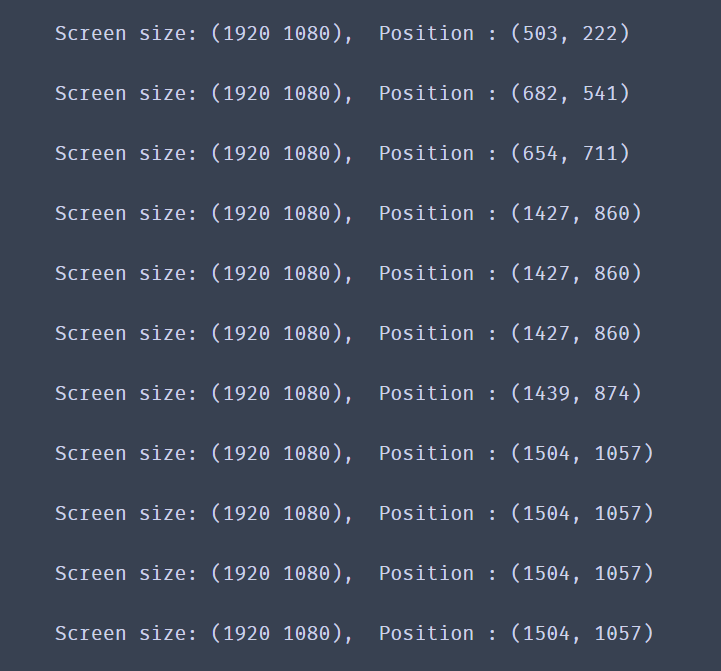 Screen size: (1920 1080),  Position : (503, 222)
Screen size: (1920 1080),  Position : (682, 541)
Screen size: (1920 1080),  Position : (654, 711)
Screen size: (1920 1080),  Position : (1427, 860)
Screen size: (1920 1080),  Position : (1427, 860)
Screen size: (1920 1080),  Position : (1427, 860)
Screen size: (1920 1080),  Position : (1439, 874)
Screen size: (1920 1080),  Position : (1504, 1057)
Screen size: (1920 1080),  Position : (1504, 1057)
Screen size: (1920 1080),  Position : (1504, 1057)
Screen size: (1920 1080),  Position : (1504, 1057)